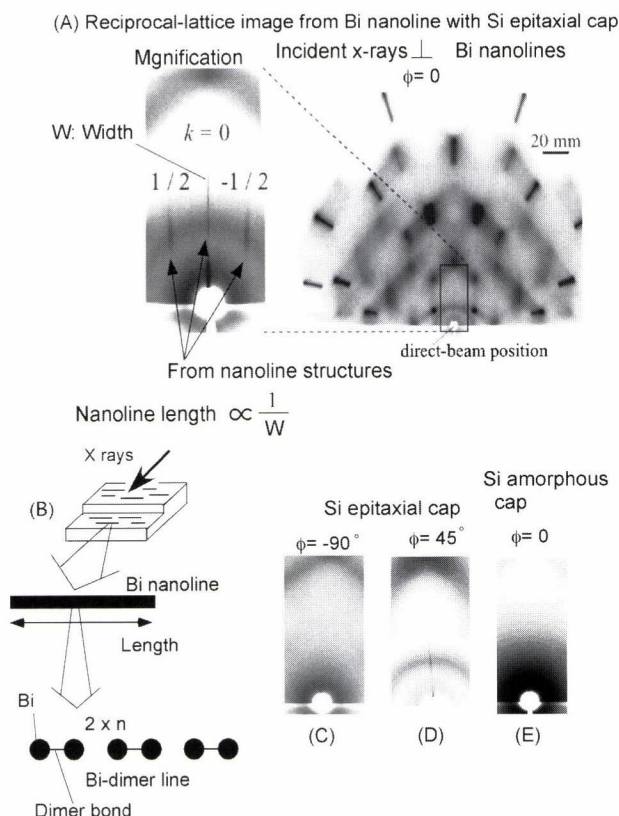 (A) Reciprocal-lattice image from Bi nanoline with Si epitaxial cap
Mgnification
Incident x-rays ⊥ Bi nanolines
ϕ= 0
W: Width
k = 0
20 mm
1 / 2
-1 / 2
direct-beam position
From nanoline structures
Nanoline length ∝ 1/W
X rays
(B)
Si epitaxial cap
Si amorphous
cap
ϕ= -90°
ϕ= 45°
ϕ= 0
Bi nanoline
Length
Bi
2 x n
(C)
(D)
(E)
Bi-dimer line
Dimer bond